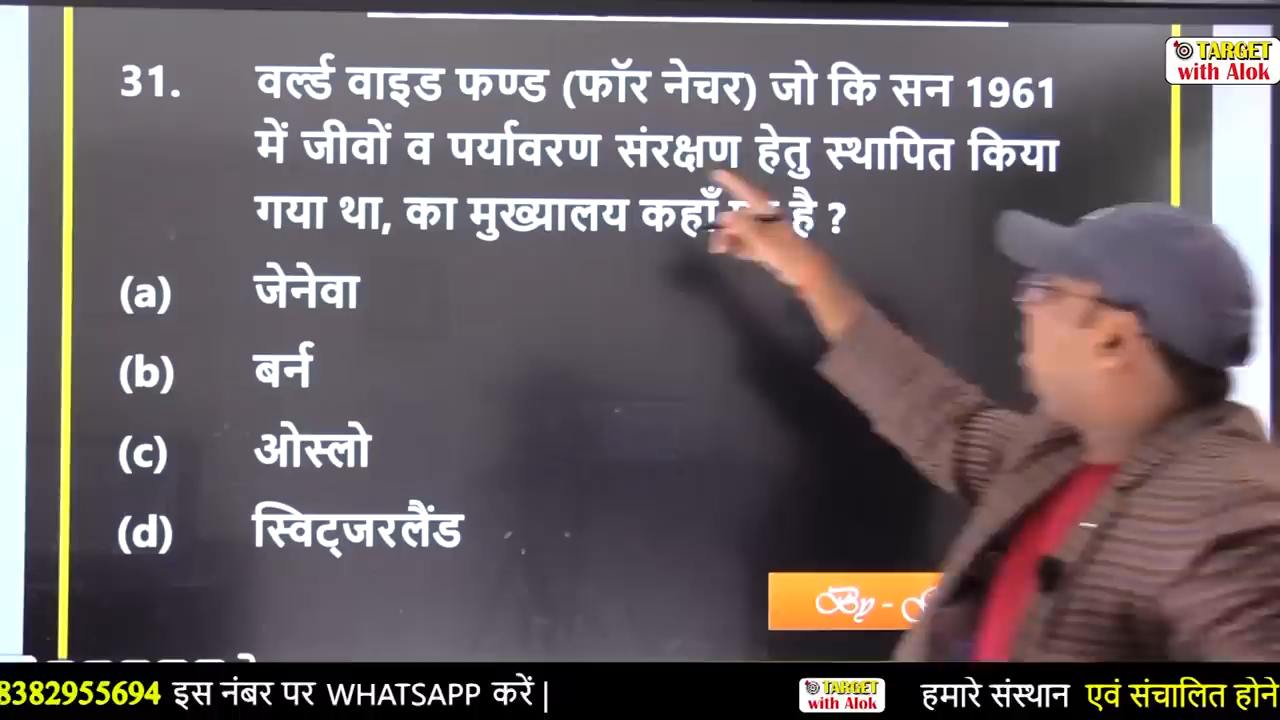 TARGET
with Alok
31. वर्ल्ड वाइड फण्ड (फॉर नेचर) जो कि सन 1961
में जीवों व पर्यावरण संरक्षण हेतु स्थापित किया
गया था, का मुख्यालय कहाँ है ?
(a) जेनेवा
(b) बर्न
(c) ओस्लो
(d) स्विट्जरलैंड
By -
8382955694 इस नंबर पर WHATSAPP करें |
TARGET
with Alok
हमारे संस्थान एवं संचालित होने